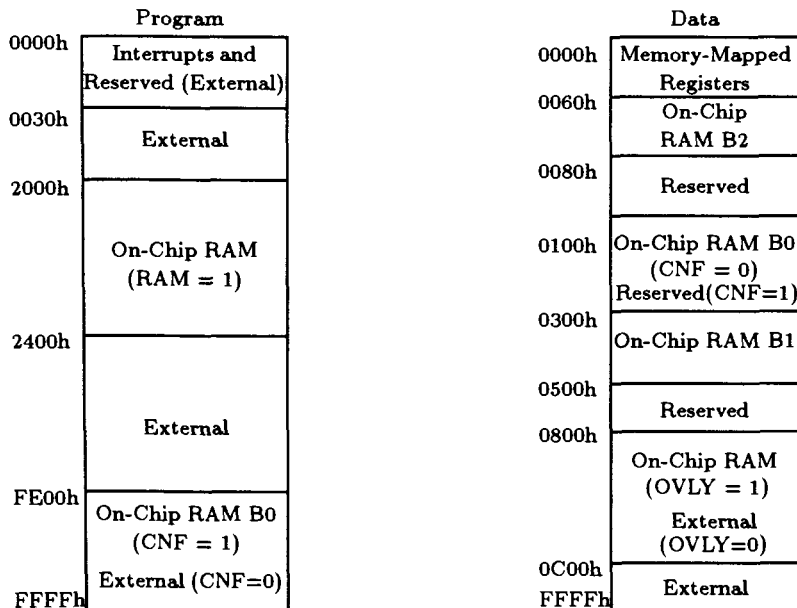 Program
0000h
Interrupts and
Reserved (External)
0030h
External
2000h
On-Chip RAM
(RAM = 1)
2400h
External
FE00h
On-Chip RAM B0
(CNF = 1)
External (CNF=0)
FFFFh
Data
0000h
Memory-Mapped
Registers
0060h
On-Chip
RAM B2
0080h
Reserved
0100h
On-Chip RAM B0
(CNF = 0)
Reserved(CNF=1)
0300h
On-Chip RAM B1
0500h
Reserved
0800h
On-Chip RAM
(OVLY = 1)
External
(OVLY=0)
0C00h
External
FFFFh